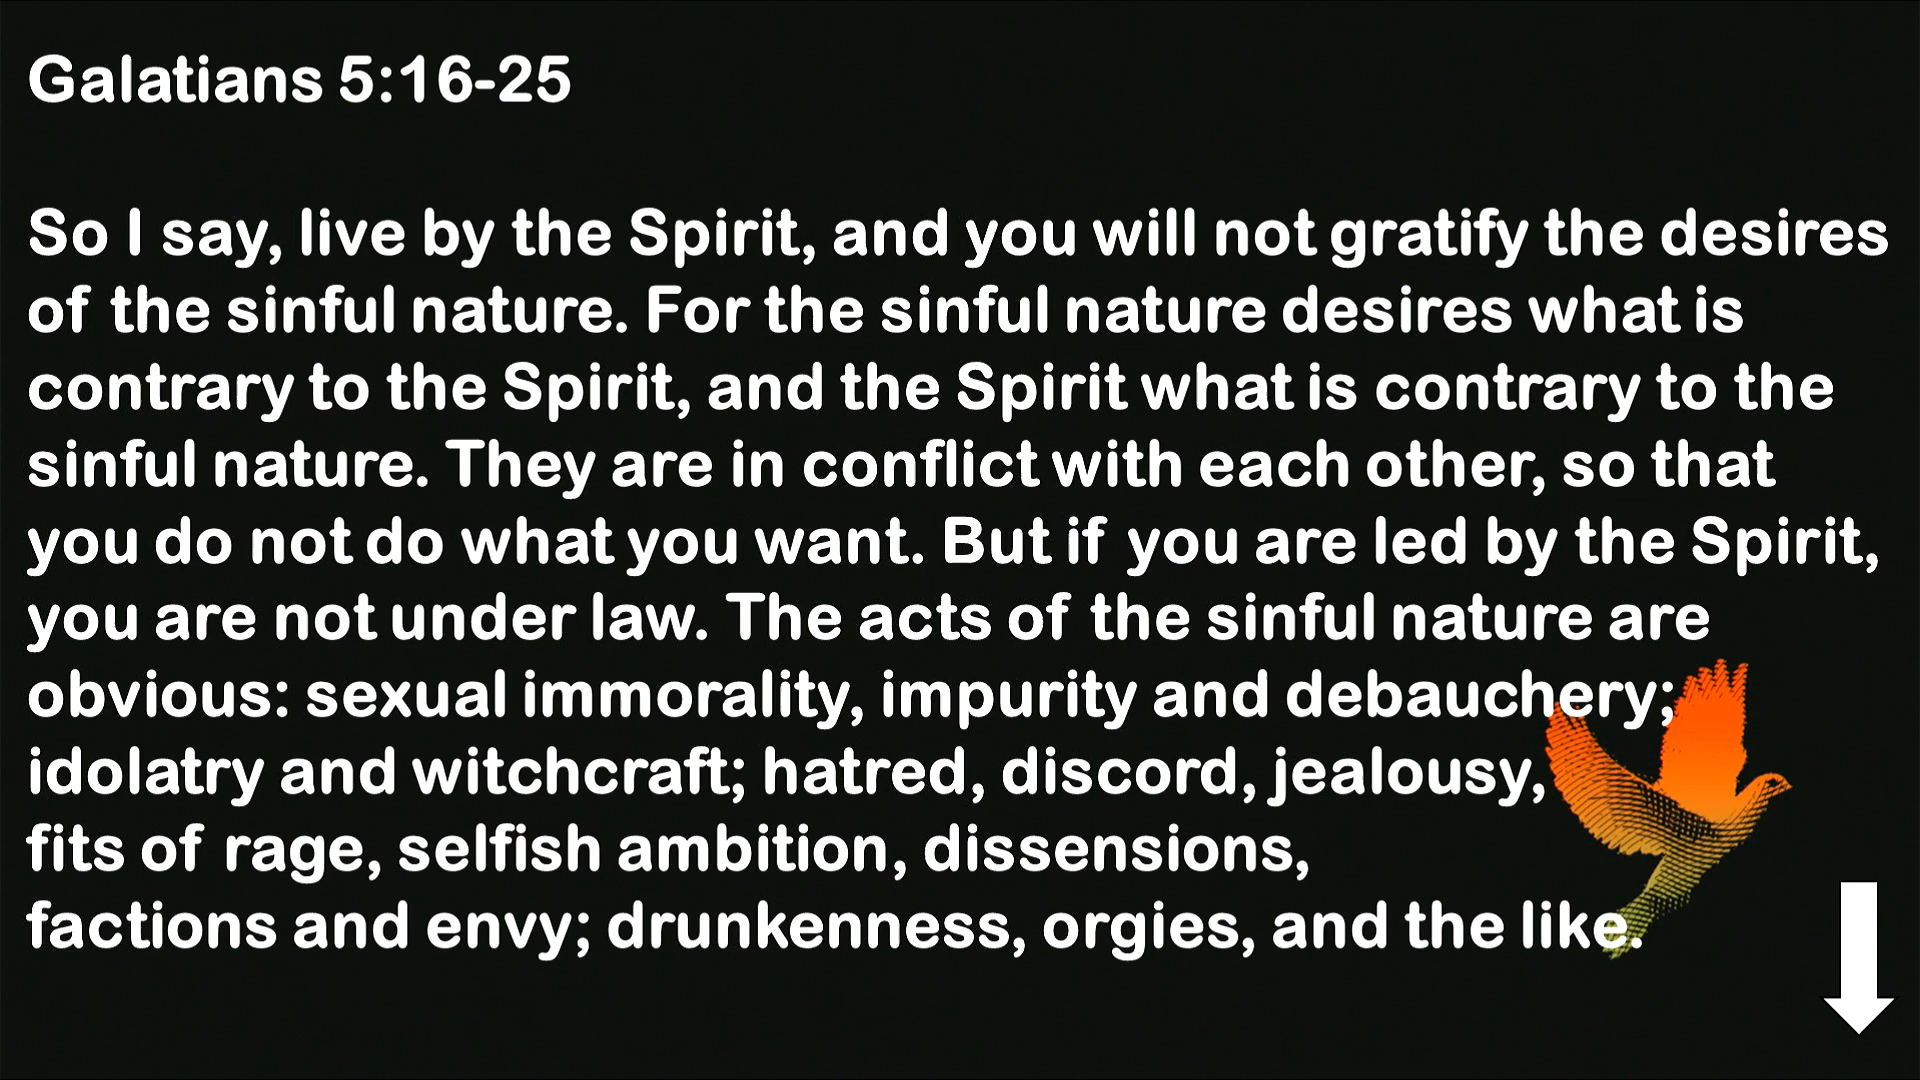 Galatians 5:16-25
So I say, live by the Spirit, and you will not gratify the desires
of the sinful nature. For the sinful nature desires what is
contrary to the Spirit, and the Spirit what is contrary to the
sinful nature. They are in conflict with each other, so that
you do not do what you want. But if you are led by the Spirit,
you are not under law. The acts of the sinful nature are
obvious: sexual immorality, impurity and debauchery;
idolatry and witchcraft; hatred, discord, jealousy,
fits of rage, selfish ambition, dissensions,
factions and envy; drunkenness, orgies, and the like.